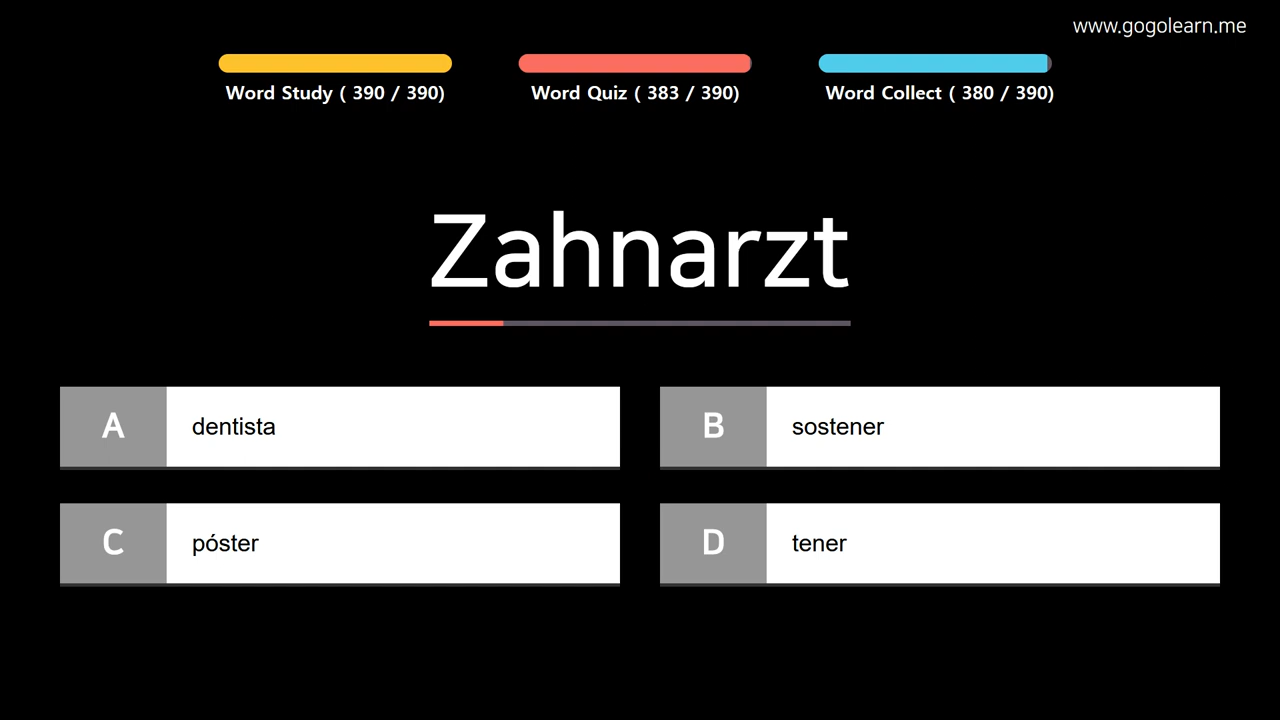 www.gogolearn.me
Word Study ( 390 / 390)
Word Quiz ( 383 / 390)
Word Collect ( 380 / 390)
Zahnarzt
A dentista
B sostener
C póster
D tener